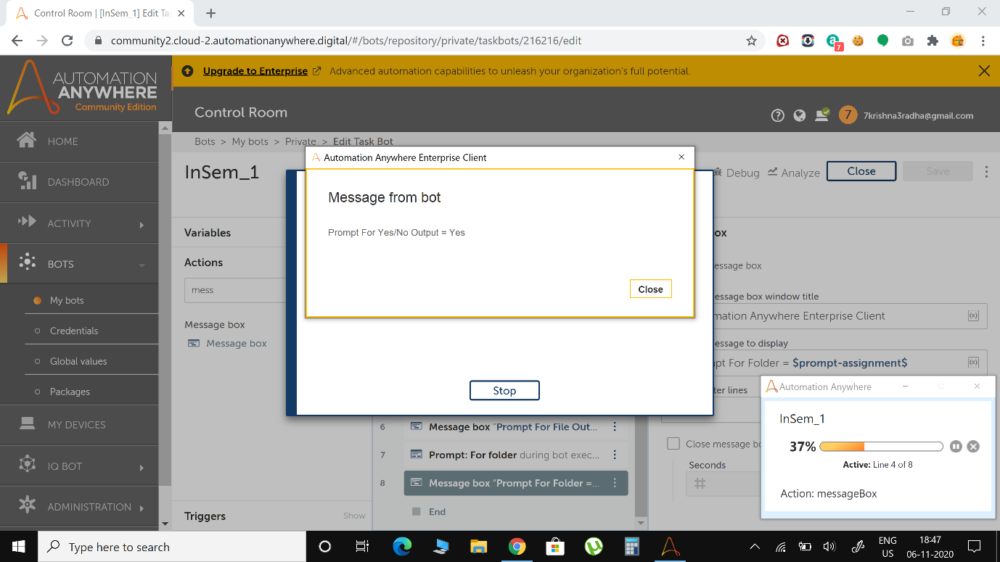 Control Room | [InSem_1] Edit Ta
community2.cloud-2.automationanywhere.digital/#/bots/repository/private/taskbots/216216/edit
7
AUTOMATION
ANYWHERE
Community Edition
Upgrade to Enterprise Advanced automation capabilities to unleash your organization's full potential.
Control Room
7 7krishna3radha@gmail.com
HOME
DASHBOARD
ACTIVITY
BOTS
My bots
Credentials
Global values
Packages
MY DEVICES
IQ BOT
ADMINISTRATION
Bots > My bots > Private > Edit Task Bot
InSem_1
Debug Analyze Close Save
Variables
Actions
mess
Message box
Message box
Triggers Show
Automation Anywhere Enterprise Client
Message from bot
Prompt For Yes/No Output = Yes
Close
Stop
6 Message box "Prompt For File Out...
7 Prompt: For folder during bot exec...
8 Message box "Prompt For Folder =...
End
ox
essage box
essage box window title
mation Anywhere Enterprise Client
(x)
essage to display
pt For Folder = $prompt-assignment$
(x)
ter lines
Close message bo
Seconds
#
Automation Anywhere
InSem_1
37%
Active: Line 4 of 8
Action: messageBox
Type here to search
ENG
US
18:47
06-11-2020